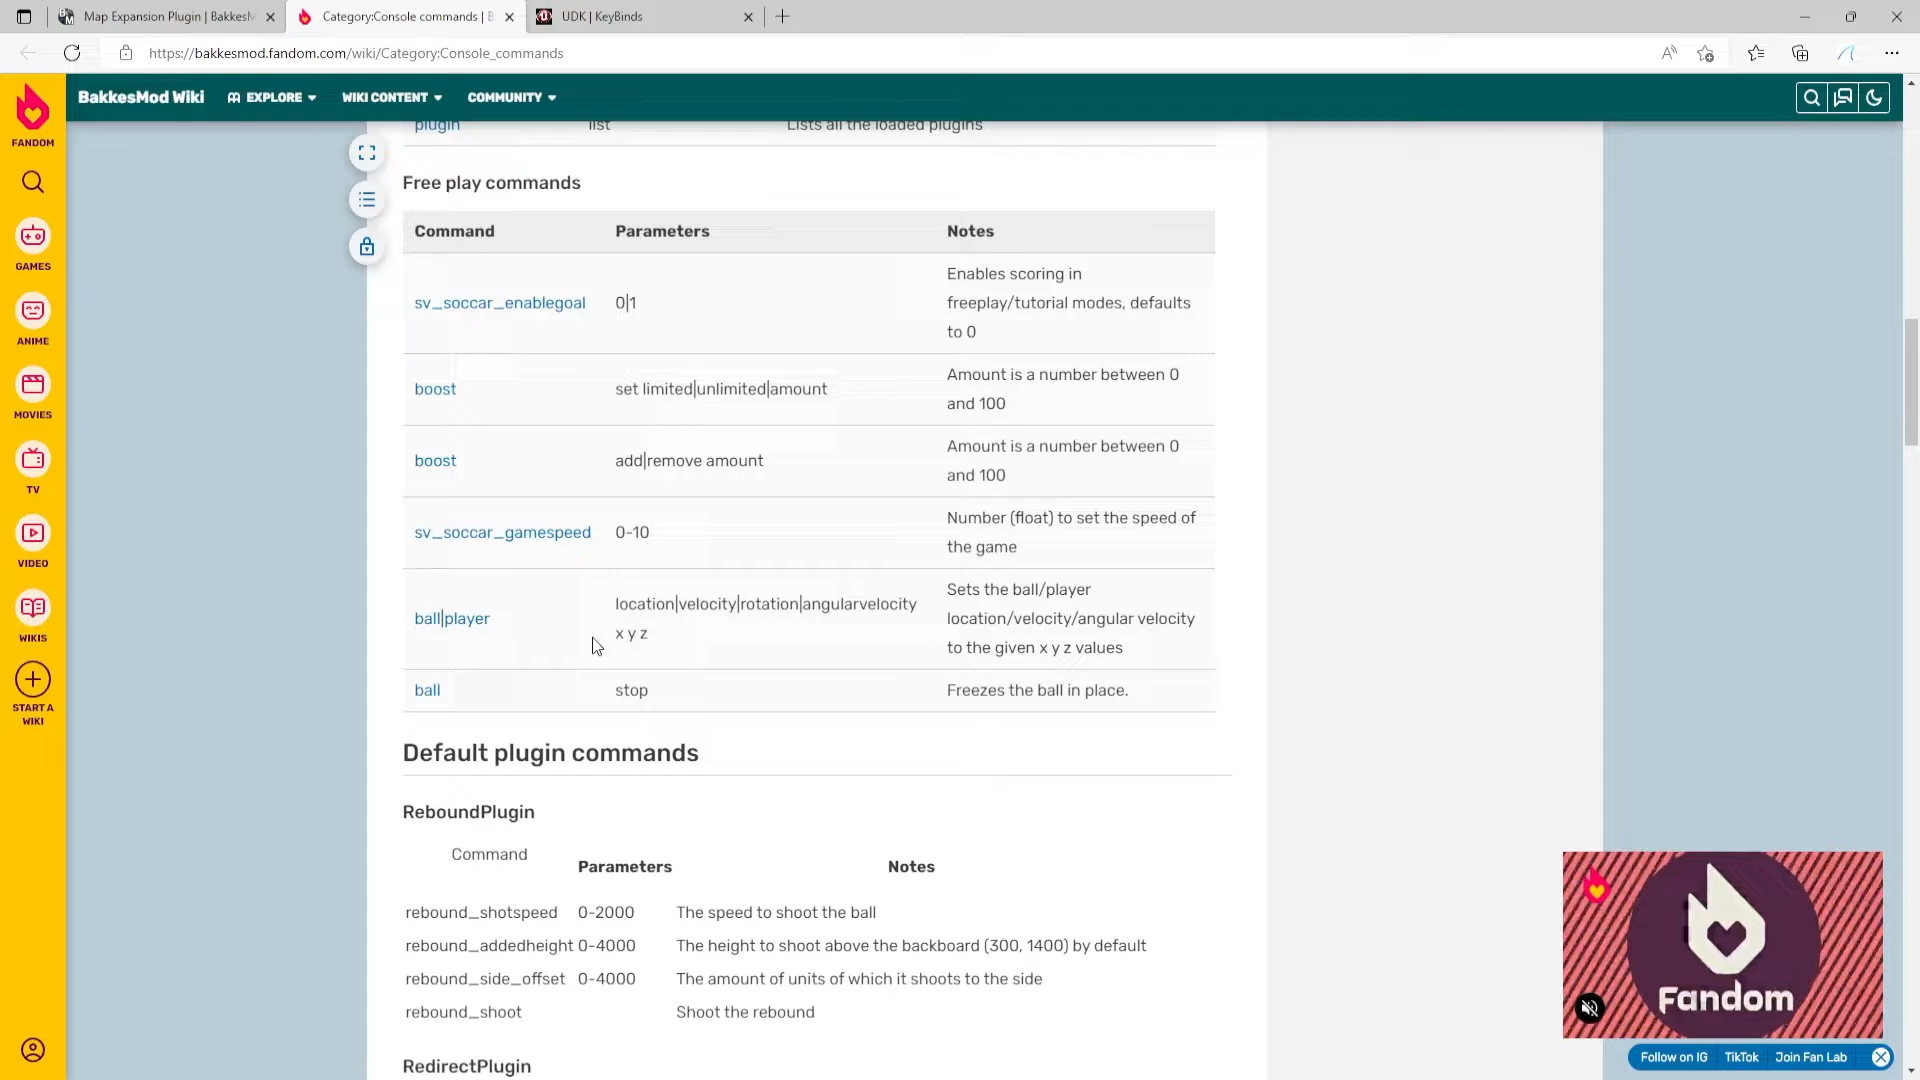 Map Expansion Plugin | BakkesM
Category:Console commands | B
UDK | KeyBinds
https://bakkesmod.fandom.com/wiki/Category:Console_commands
FANDOM
GAMES
ANIME
MOVIES
TV
VIDEO
WIKIS
START A
WIKI
BakkesMod Wiki
EXPLORE
WIKI CONTENT
COMMUNITY
plugin list Lists all the loaded plugins
Free play commands
Command Parameters Notes
Enables scoring in
sv_soccar_enablegoal 0|1 freeplay/tutorial modes, defaults
to 0
Amount is a number between 0
boost set limited|unlimited|amount
and 100
Amount is a number between 0
boost add|remove amount
and 100
Number (float) to set the speed of
sv_soccar_gamespeed 0-10
the game
Sets the ball/player
location|velocity|rotation|angularvelocity
ball|player location/velocity/angular velocity
x y z
to the given x y z values
ball stop Freezes the ball in place.
Default plugin commands
ReboundPlugin
Command
Parameters Notes
rebound_shotspeed 0-2000 The speed to shoot the ball
rebound_addedheight 0-4000 The height to shoot above the backboard (300, 1400) by default
rebound_side_offset 0-4000 The amount of units of which it shoots to the side
rebound_shoot Shoot the rebound
RedirectPlugin
Fandom
Follow on IG TikTok Join Fan Lab